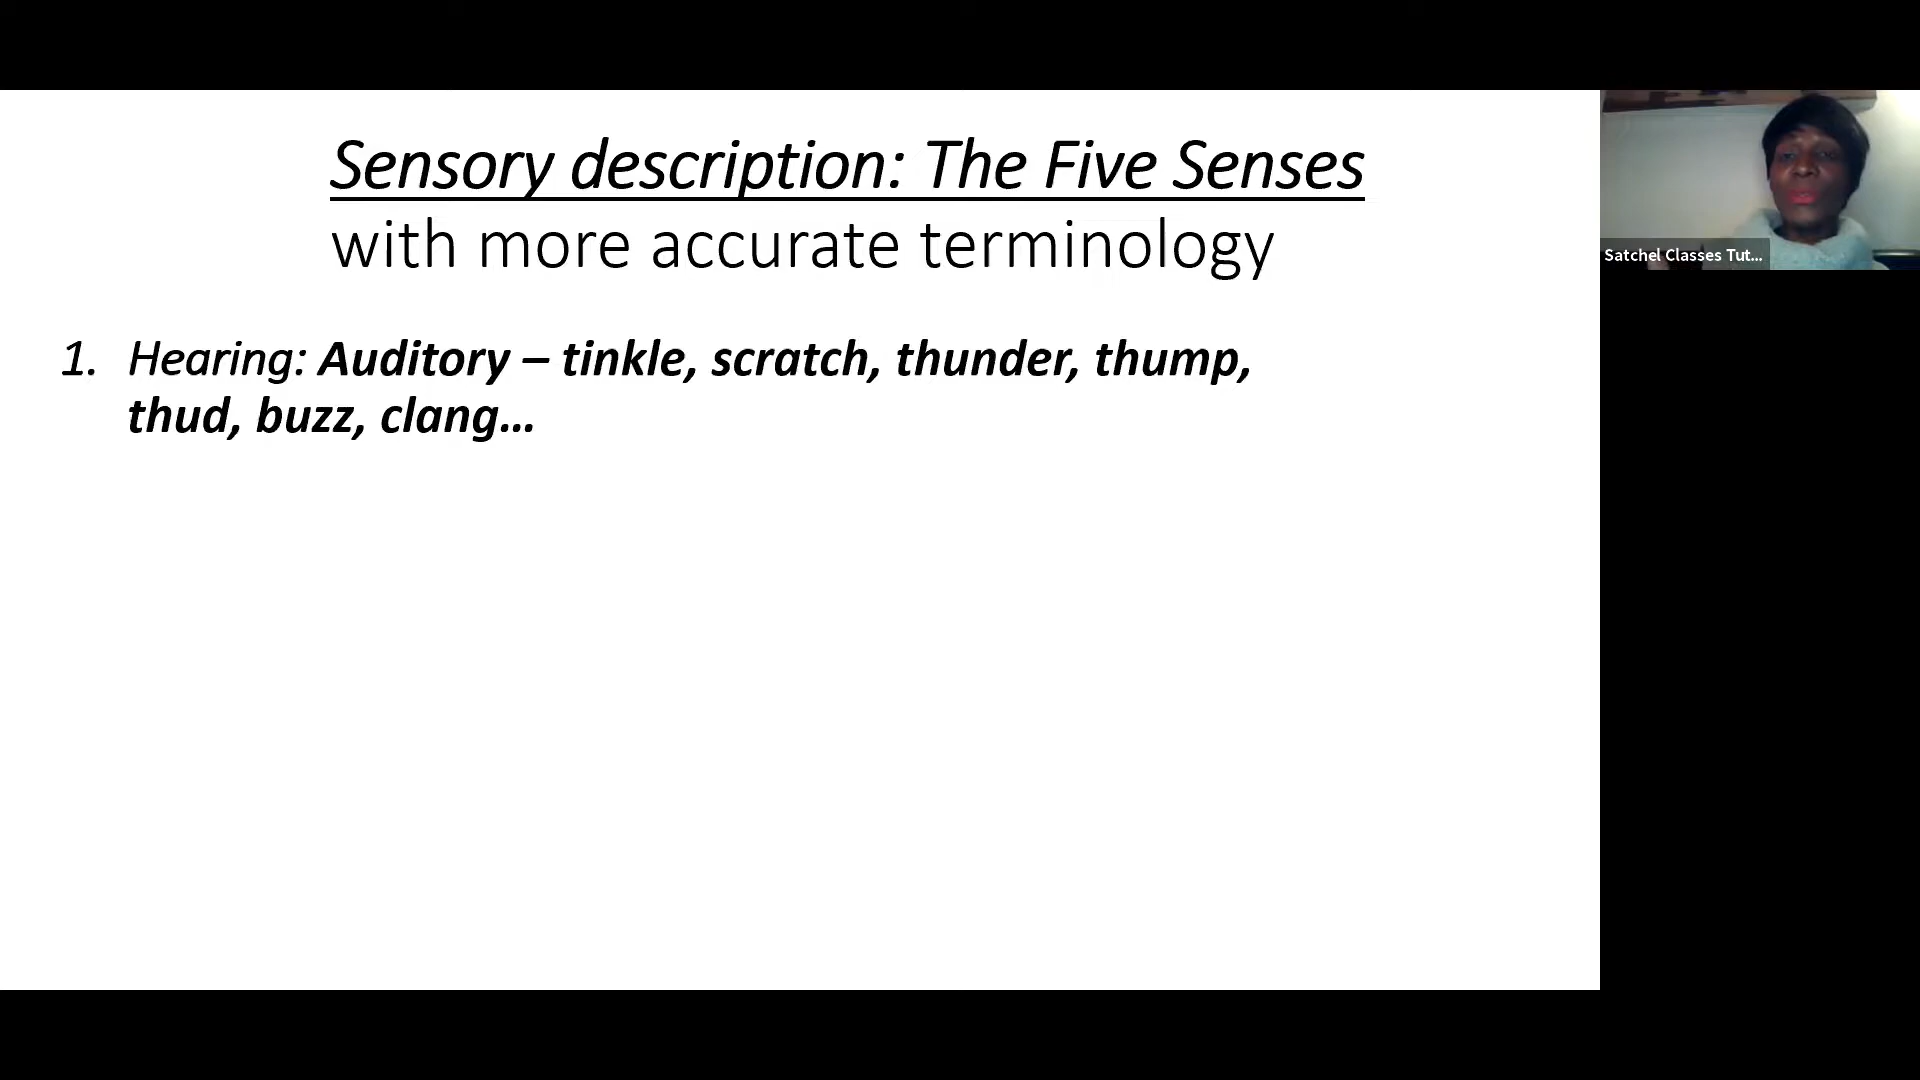 Sensory description: The Five Senses
with more accurate terminology
1. Hearing: Auditory – tinkle, scratch, thunder, thump,
thud, buzz, clang...
Satchel Classes Tut...